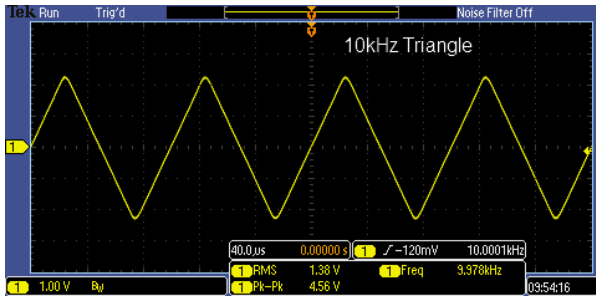 Tek Run Trig'd Noise Filter Off
T
T
10kHz Triangle
1
40.0µs 0.00000 s 1 -120mV 10.0001kHz
1 RMS 1.38 V 1 Freq 9.978kHz
1 1.00 V BW 1 Pk-Pk 4.56 V 09:54:16